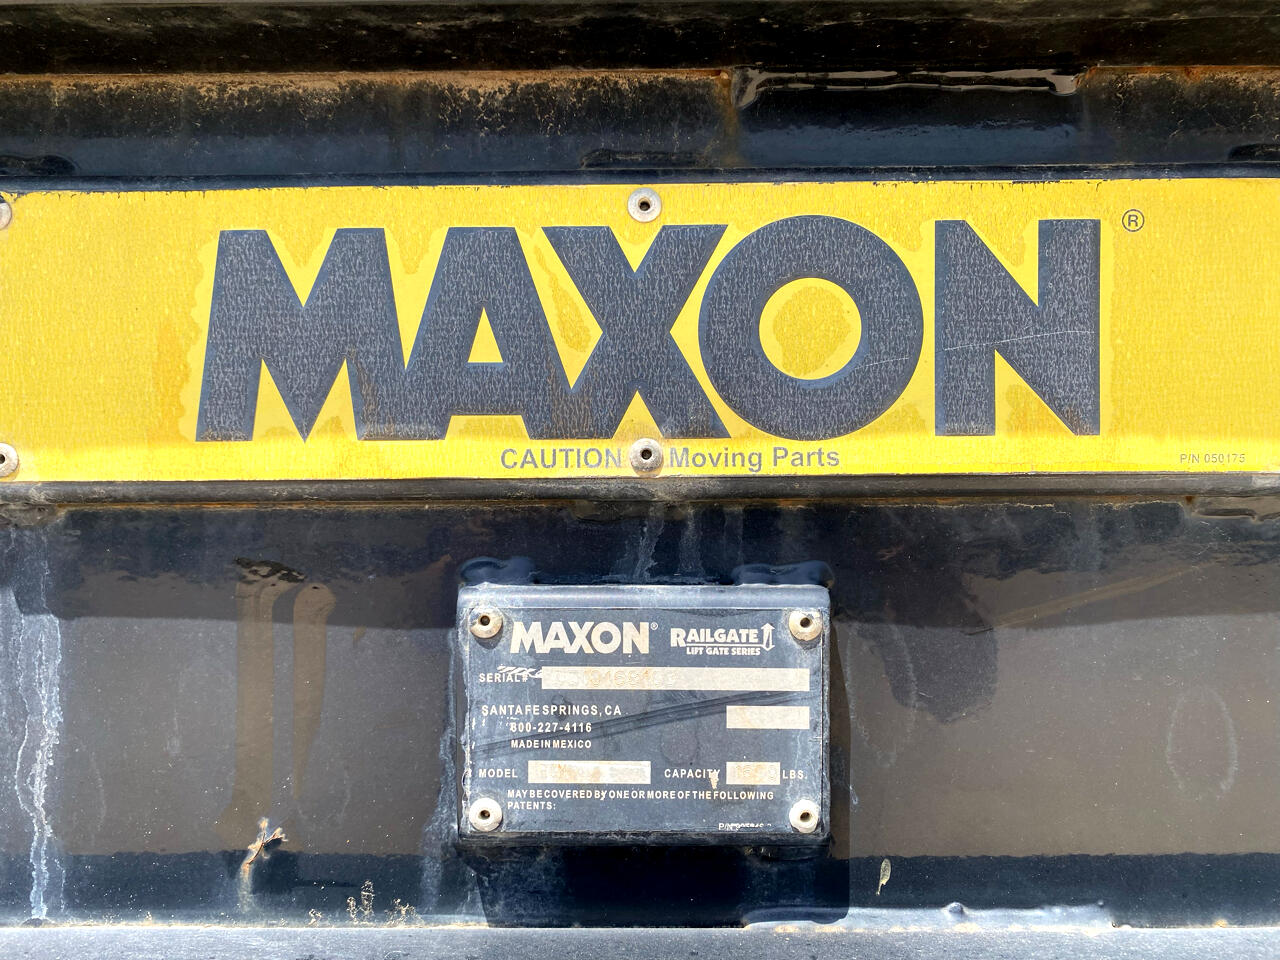 MAXON®
CAUTION Moving Parts
P/N 050175
MAXON® RAILGATE
LIFT GATE SERIES
SERIAL#
SANTA FE SPRINGS, CA
800-227-4116
MADE IN MEXICO
MODEL CAPACITY LBS.
MAY BE COVERED BY ONE OR MORE OF THE FOLLOWING
PATENTS: